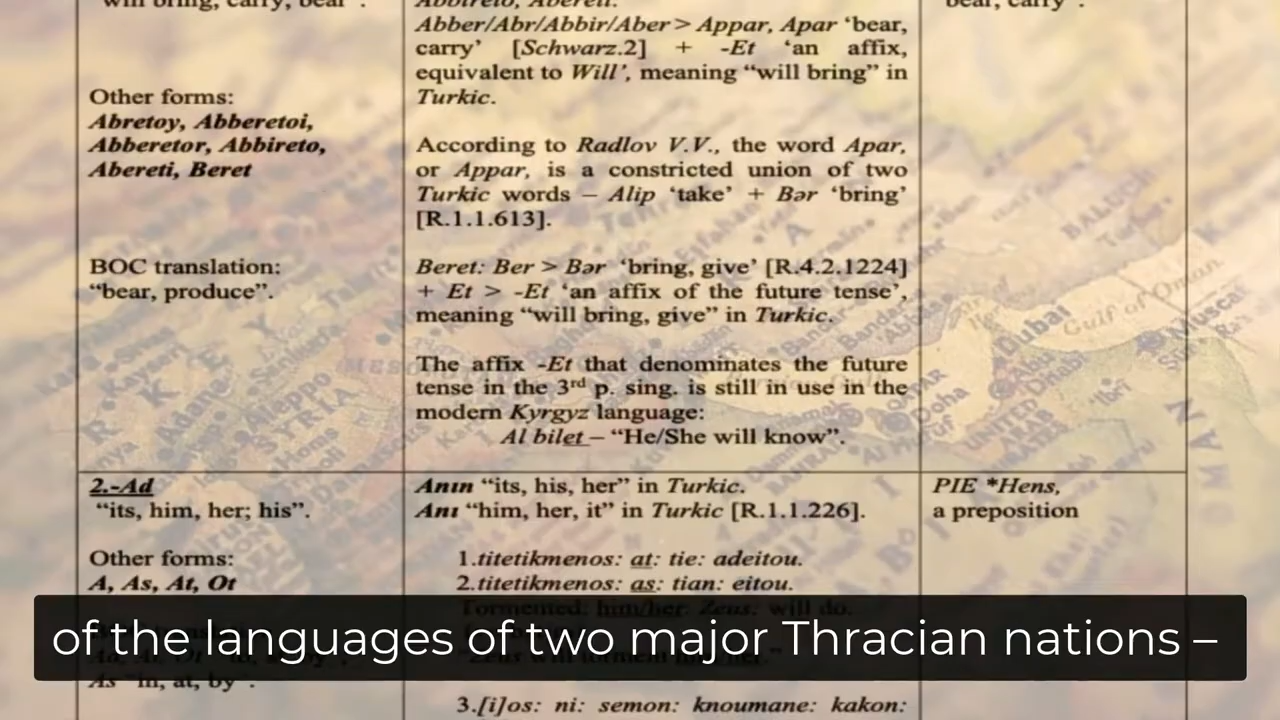 will bring, carry, bear".
Other forms:
Abretoy, Abberetoi,
Abberetor, Abbireto,
Abereti, Beret
BOC translation:
"bear, produce".
Abbireto, Abereti:
Abber/Abr/Abbir/Aber > Appar, Apar ‘bear,
carry’ [Schwarz.2] + -Et ‘an affix,
equivalent to Will’, meaning “will bring” in
Turkic.
According to Radlov V.V., the word Apar,
or Appar, is a constricted union of two
Turkic words – Alip ‘take’ + Bər ‘bring’
[R.1.1.613].
Beret: Ber > Bər ‘bring, give’ [R.4.2.1224]
+ Et > -Et ‘an affix of the future tense’,
meaning “will bring, give” in Turkic.
The affix -Et that denominates the future
tense in the 3rd p. sing. is still in use in the
modern Kyrgyz language:
Al bilet – “He/She will know”.
bear, carry".
2.-Ad
“its, him, her; his”.
Other forms:
A, As, At, Ot
As "in, at, by".
Anın “its, his, her” in Turkic.
Anı “him, her, it” in Turkic [R.1.1.226].
1.titetikmenos: at: tie: adeitou.
2.titetikmenos: as: tian: eitou.
Tormented: him/her: Zeus: will do.
3.[i]os: ni: semon: knoumane: kakon:
PIE *Hens,
a preposition
of the languages of two major Thracian nations –